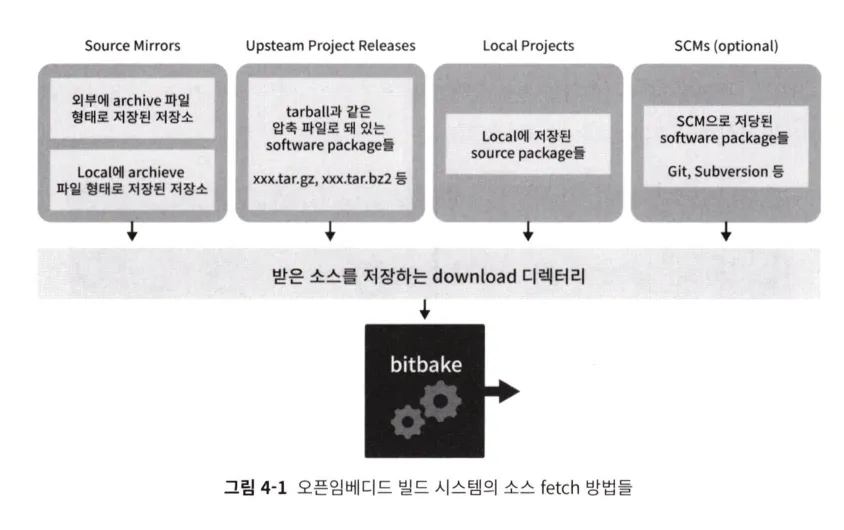 Source Mirrors
외부에 archive 파일
형태로 저장된 저장소
Local에 archieve
파일 형태로 저장된 저장소
Upsteam Project Releases
tarball과 같은
압축 파일로 돼 있는
software package들
xxx.tar.gz, xxx.tar.bz2 등
Local Projects
Local에 저장된
source package들
SCMs (optional)
SCM으로 저당된
software package들
Git, Subversion 등
받은 소스를 저장하는 download 디렉터리
bitbake
그림 4-1 오픈임베디드 빌드 시스템의 소스 fetch 방법들